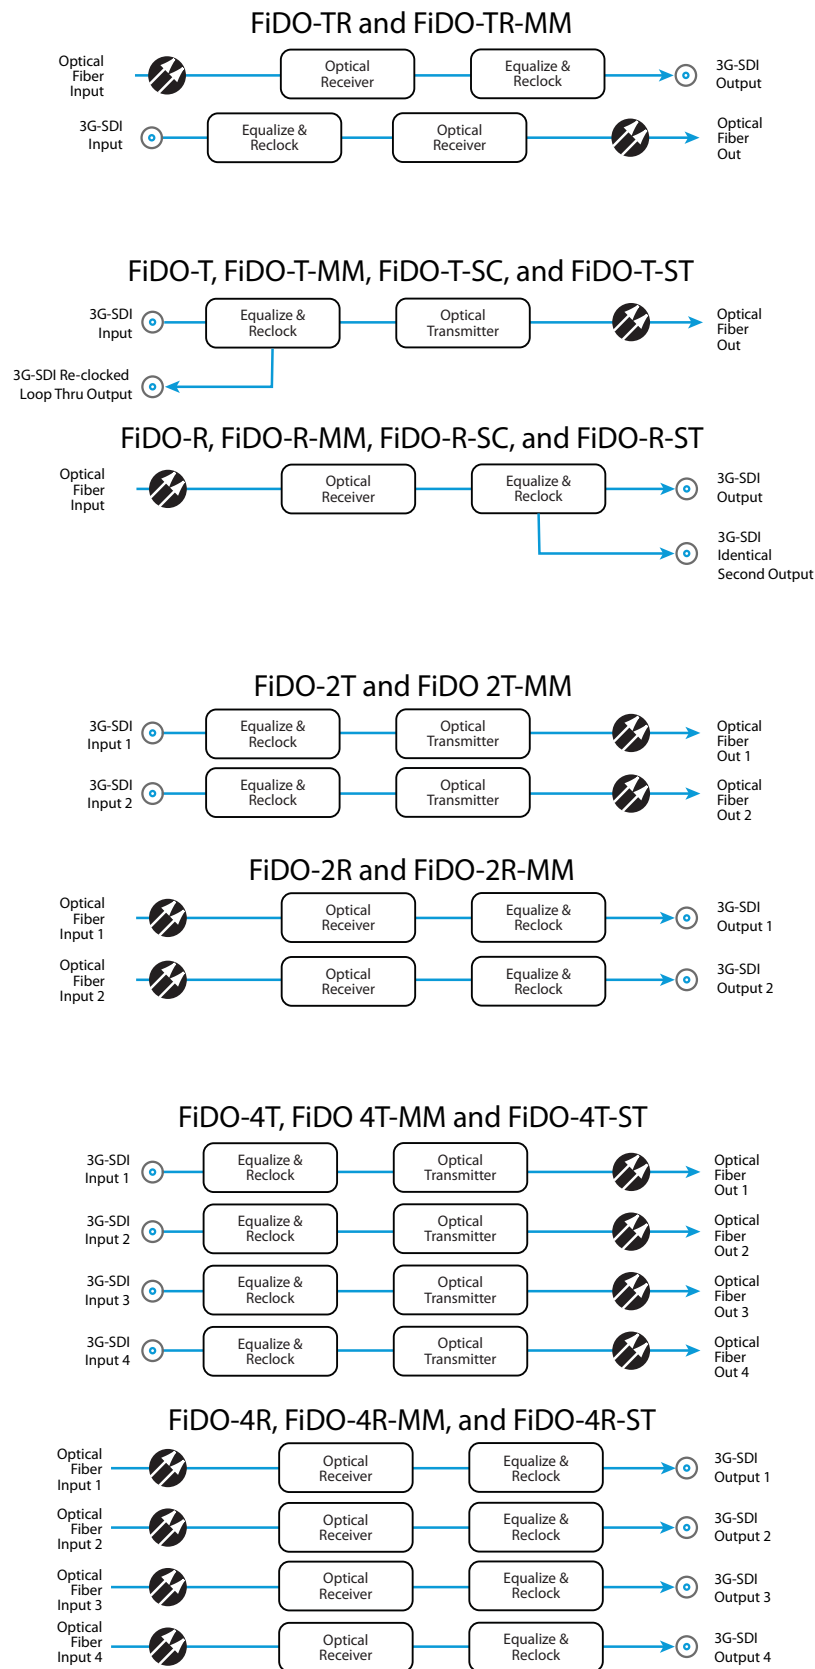 FiDO-TR and FiDO-TR-MM
Optical
Fiber
Input
Optical
Receiver
Equalize &
Reclock
3G-SDI
Output
3G-SDI
Input
Equalize &
Reclock
Optical
Receiver
Optical
Fiber
Out
FiDO-T, FiDO-T-MM, FiDO-T-SC, and FiDO-T-ST
3G-SDI
Input
Equalize &
Reclock
Optical
Transmitter
Optical
Fiber
Out
3G-SDI Re-clocked
Loop Thru Output
FiDO-R, FiDO-R-MM, FiDO-R-SC, and FiDO-R-ST
Optical
Fiber
Input
Optical
Receiver
Equalize &
Reclock
3G-SDI
Output
3G-SDI
Identical
Second Output
FiDO-2T and FiDO 2T-MM
3G-SDI
Input 1
Equalize &
Reclock
Optical
Transmitter
Optical
Fiber
Out 1
3G-SDI
Input 2
Equalize &
Reclock
Optical
Transmitter
Optical
Fiber
Out 2
FiDO-2R and FiDO-2R-MM
Optical
Fiber
Input 1
Optical
Receiver
Equalize &
Reclock
3G-SDI
Output 1
Optical
Fiber
Input 2
Optical
Receiver
Equalize &
Reclock
3G-SDI
Output 2
FiDO-4T, FiDO 4T-MM and FiDO-4T-ST
3G-SDI
Input 1
Equalize &
Reclock
Optical
Transmitter
Optical
Fiber
Out 1
3G-SDI
Input 2
Equalize &
Reclock
Optical
Transmitter
Optical
Fiber
Out 2
3G-SDI
Input 3
Equalize &
Reclock
Optical
Transmitter
Optical
Fiber
Out 3
3G-SDI
Input 4
Equalize &
Reclock
Optical
Transmitter
Optical
Fiber
Out 4
FiDO-4R, FiDO-4R-MM, and FiDO-4R-ST
Optical
Fiber
Input 1
Optical
Receiver
Equalize &
Reclock
3G-SDI
Output 1
Optical
Fiber
Input 2
Optical
Receiver
Equalize &
Reclock
3G-SDI
Output 2
Optical
Fiber
Input 3
Optical
Receiver
Equalize &
Reclock
3G-SDI
Output 3
Optical
Fiber
Input 4
Optical
Receiver
Equalize &
Reclock
3G-SDI
Output 4